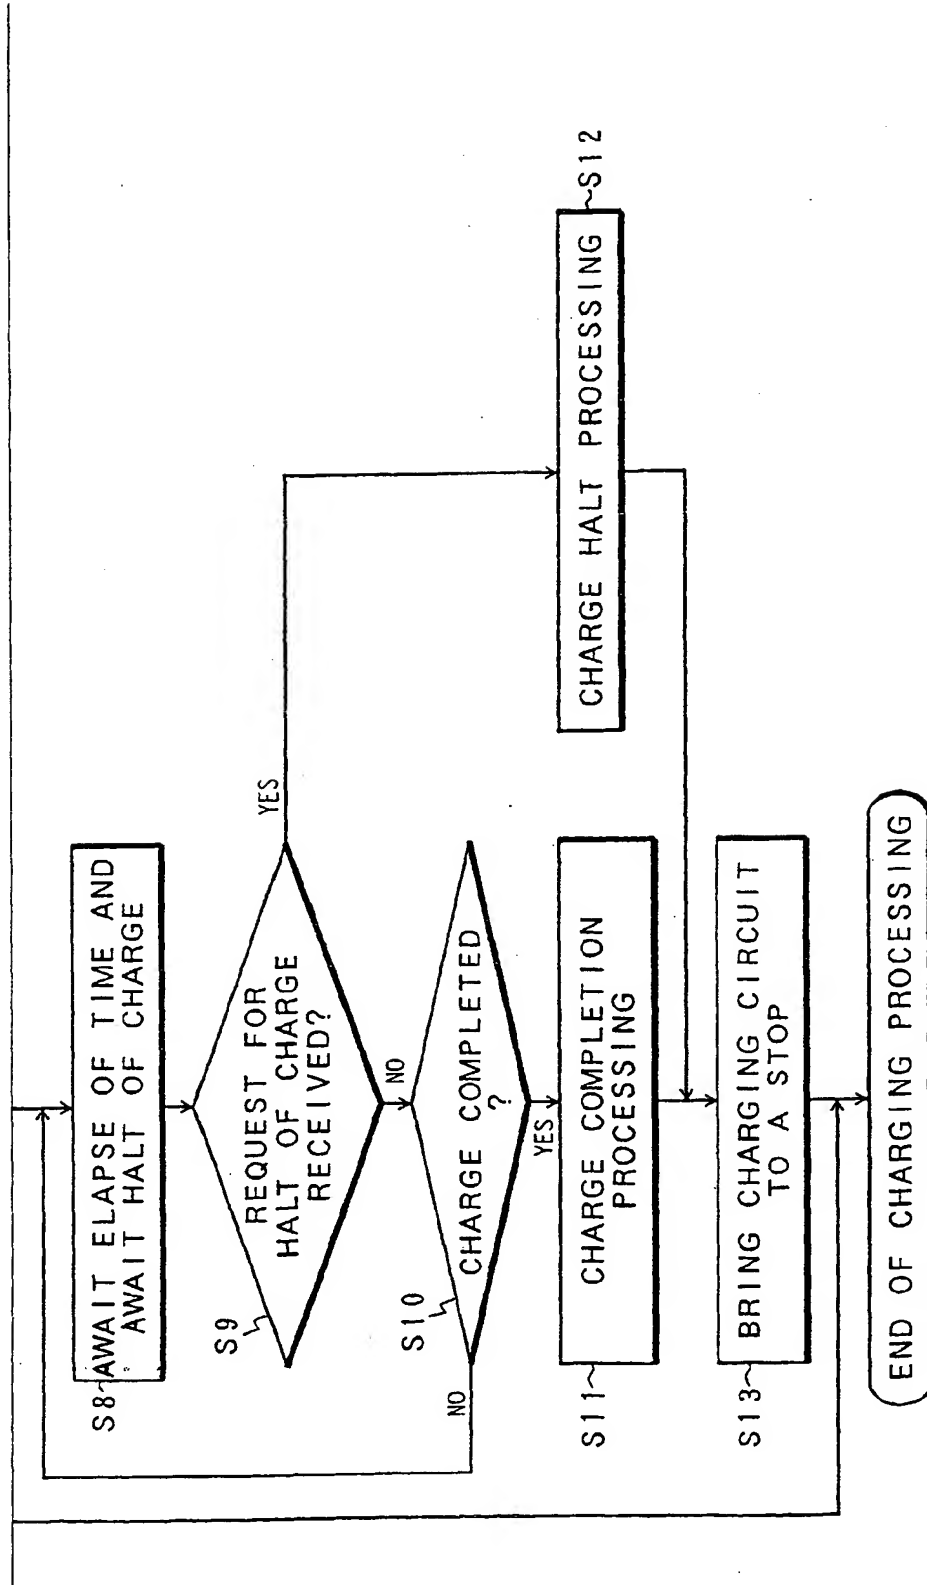 S8
AWAIT ELAPSE OF TIME AND
AWAIT HALT OF CHARGE
S9
REQUEST FOR
HALT OF CHARGE
RECEIVED?
YES
NO
S10
CHARGE COMPLETED
?
NO
YES
S11
CHARGE COMPLETION
PROCESSING
CHARGE HALT PROCESSING
S12
S13
BRING CHARGING CIRCUIT
TO A STOP
END OF CHARGING PROCESSING